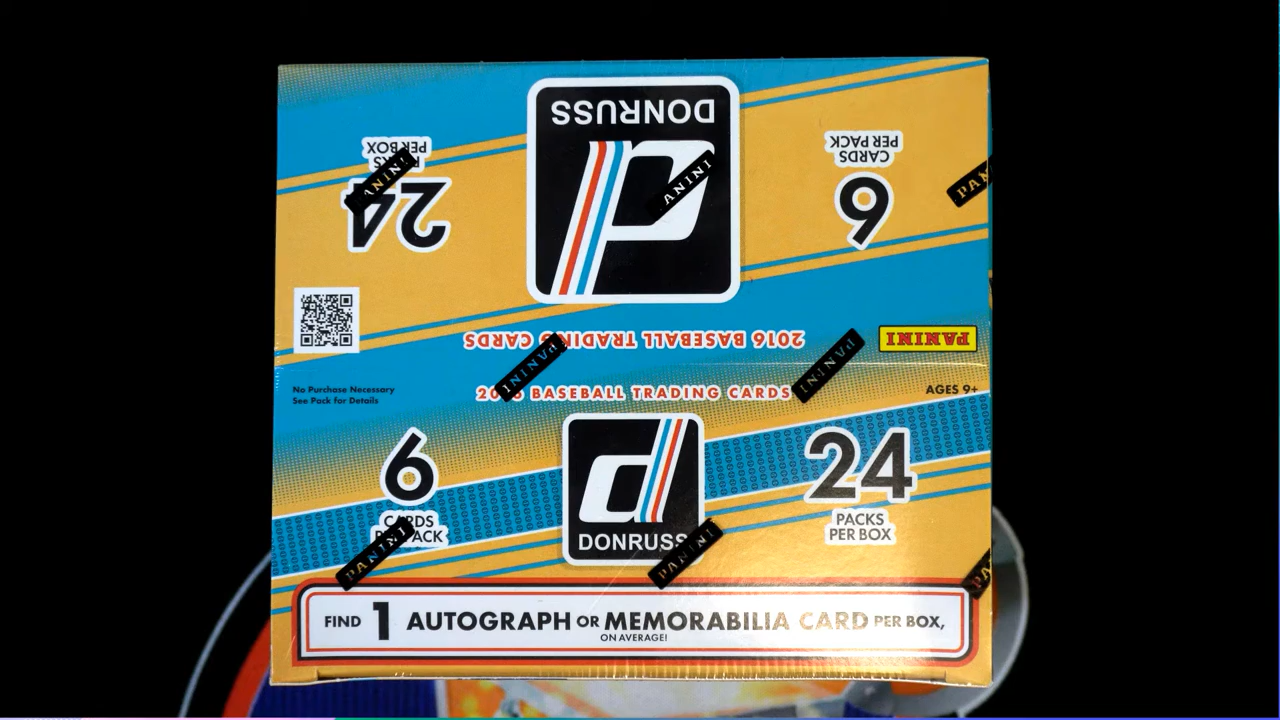 DONRUSS
24
PACKS
PER BOX
6
CARDS
PER PACK
PANINI
PANINI
PANINI
2016 BASEBALL TRADING CARDS
PANINI
PANINI
PANINI
No Purchase Necessary
See Pack for Details
2016 BASEBALL TRADING CARDS
AGES 9+
6
CARDS
PER PACK
24
PACKS
PER BOX
DONRUSS
PANINI
PANINI
FIND 1 AUTOGRAPH OR MEMORABILIA CARD PER BOX,
ON AVERAGE!